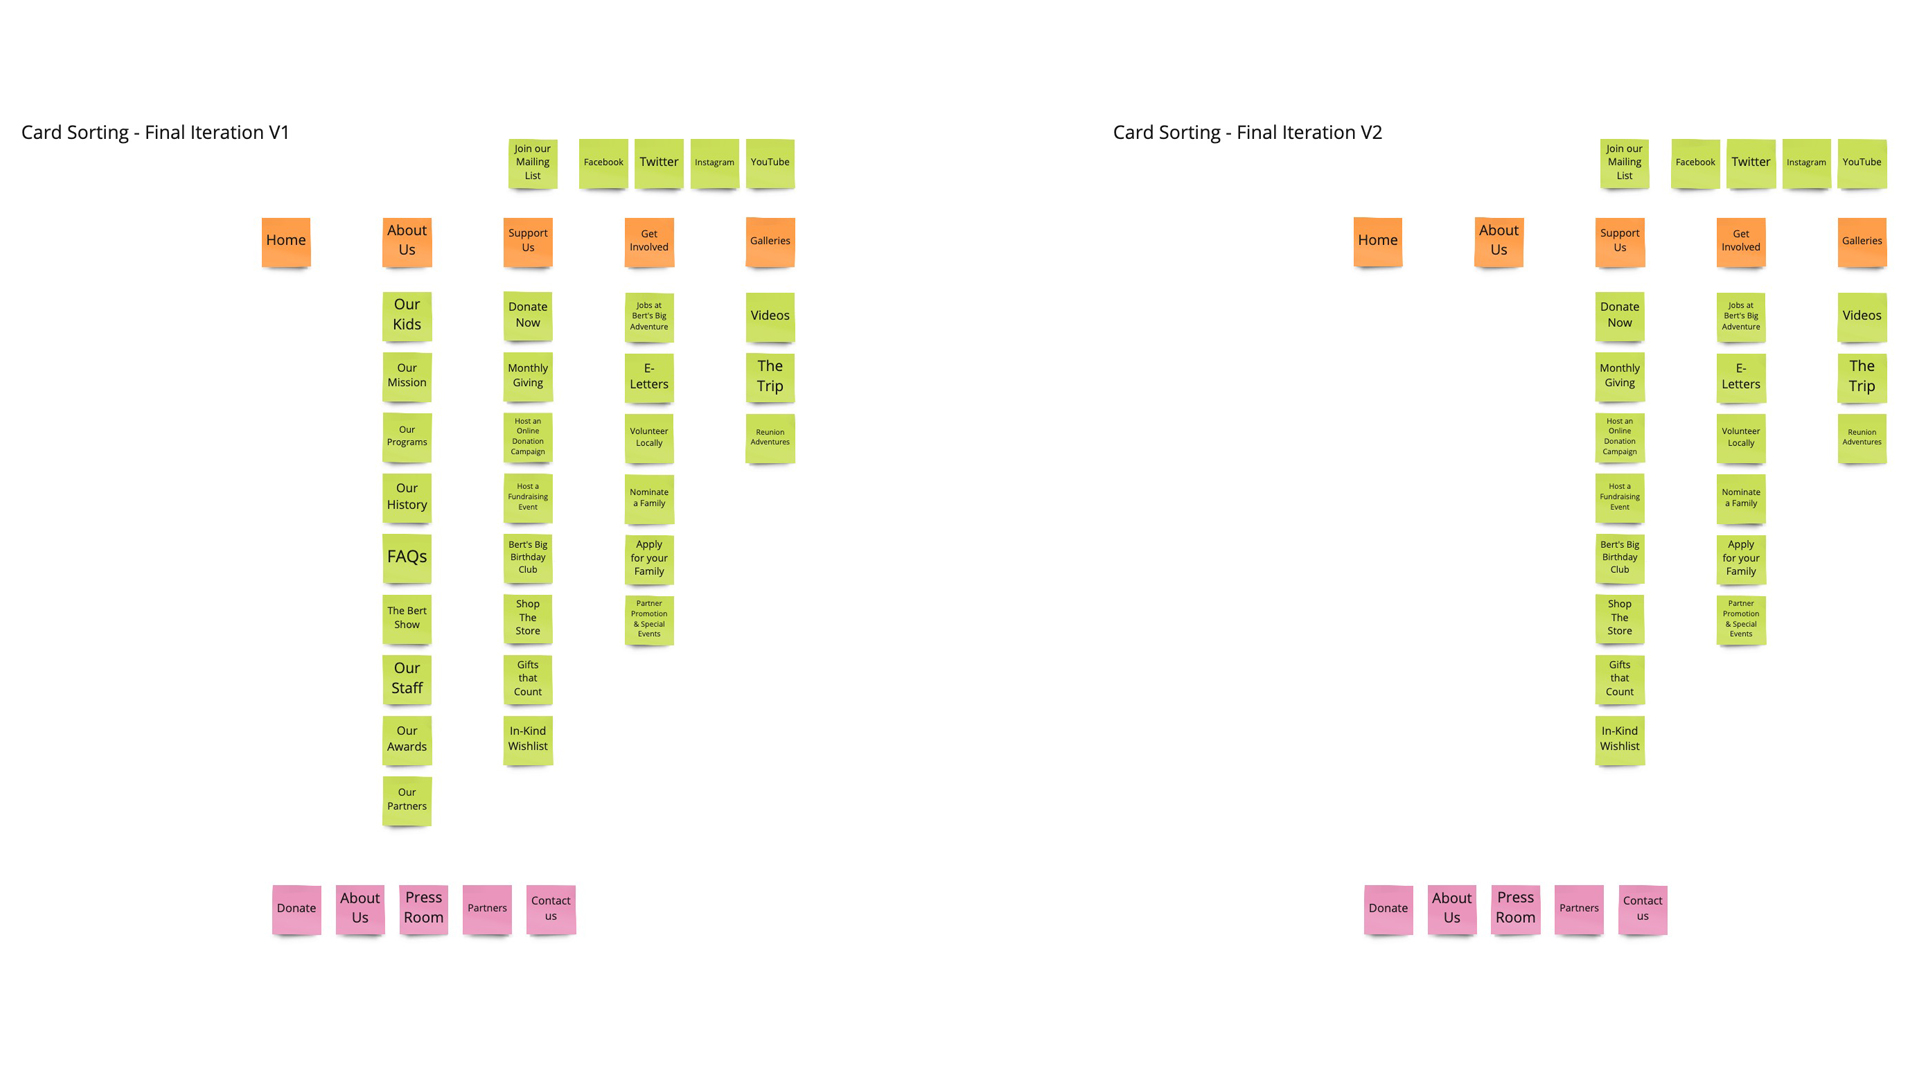 Card Sorting - Final Iteration V1
Join our
Mailing
List
Facebook
Twitter
Instagram
YouTube
Home
About
Us
Support
Us
Get
Involved
Galleries
Our
Kids
Our
Mission
Our
Programs
Our
History
FAQs
The Bert
Show
Our
Staff
Our
Awards
Our
Partners
Donate
Now
Monthly
Giving
Host an
Online
Donation
Campaign
Host a
Fundraising
Event
Bert's Big
Birthday
Club
Shop
The
Store
Gifts
that
Count
In-Kind
Wishlist
Jobs at
Bert's Big
Adventure
E-
Letters
Volunteer
Locally
Nominate
a Family
Apply
for your
Family
Partner
Promotion
& Special
Events
Videos
The
Trip
Reunion
Adventures
Donate
About
Us
Press
Room
Partners
Contact
us
Card Sorting - Final Iteration V2
Join our
Mailing
List
Facebook
Twitter
Instagram
YouTube
Home
About
Us
Support
Us
Get
Involved
Galleries
Donate
Now
Monthly
Giving
Host an
Online
Donation
Campaign
Host a
Fundraising
Event
Bert's Big
Birthday
Club
Shop
The
Store
Gifts
that
Count
In-Kind
Wishlist
Jobs at
Bert's Big
Adventure
E-
Letters
Volunteer
Locally
Nominate
a Family
Apply
for your
Family
Partner
Promotion
& Special
Events
Videos
The
Trip
Reunion
Adventures
Donate
About
Us
Press
Room
Partners
Contact
us